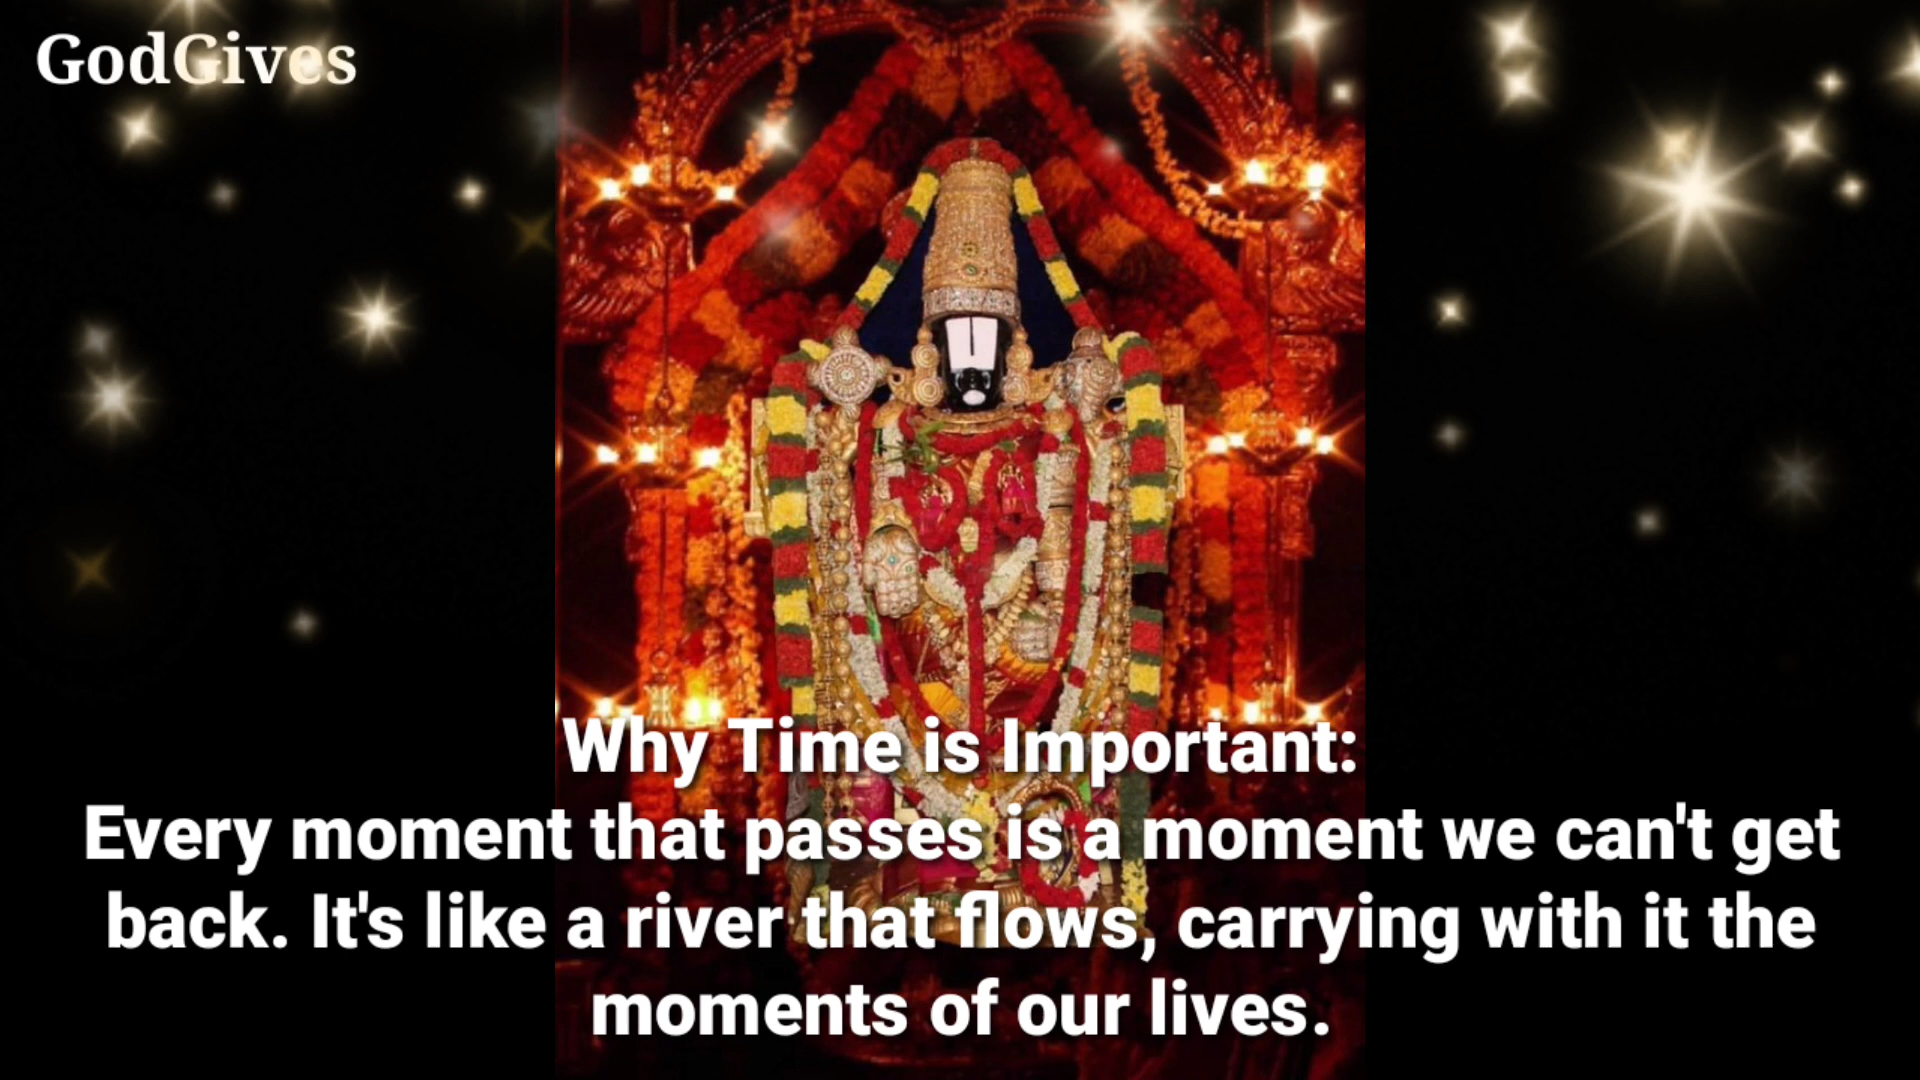 GodGives
Why Time is Important:
Every moment that passes is a moment we can't get
back. It's like a river that flows, carrying with it the
moments of our lives.